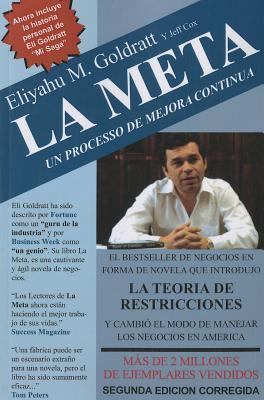 Ahora incluye
la historia
personal de
Eli Goldratt
"Mi Saga"
Eliyahu M. Goldratt Y Jeff Cox
LA META
UN PROCESSO DE MEJORA CONTINUA
Eli Goldratt ha sido
descrito por Fortune
como un "guru de la
industria" y por
Business Week como
"un genio". Su libro La
Meta, es una cautivante
y ágil novela de nego-
cios.
"Los Lectores de La
Meta ahora están
haciendo el mejor traba-
jo de sus vidas."
Success Magazine
"Una fábrica puede ser
un escenario extraño
para una novela, pero el
libro ha sido sumamente
eficaz..."
Tom Peters
EL BESTSELLER DE NEGOCIOS EN
FORMA DE NOVELA QUE INTRODUJO
LA TEORIA DE
RESTRICCIONES
Y CAMBIÓ EL MODO DE MANEJAR
LOS NEGOCIOS EN AMERICA
MÁS DE 2 MILLONES
DE EJEMPLARES VENDIDOS
SEGUNDA EDICION CORREGIDA